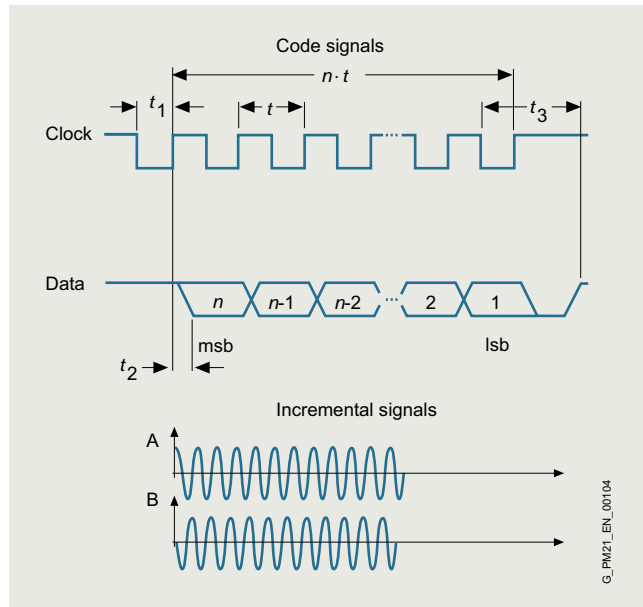 Code signals
n· t
t1
t
t3
Clock
Data
n
n-1
n-2
2
1
msb
lsb
t2
Incremental signals
A
B
G_PM21_EN_00104